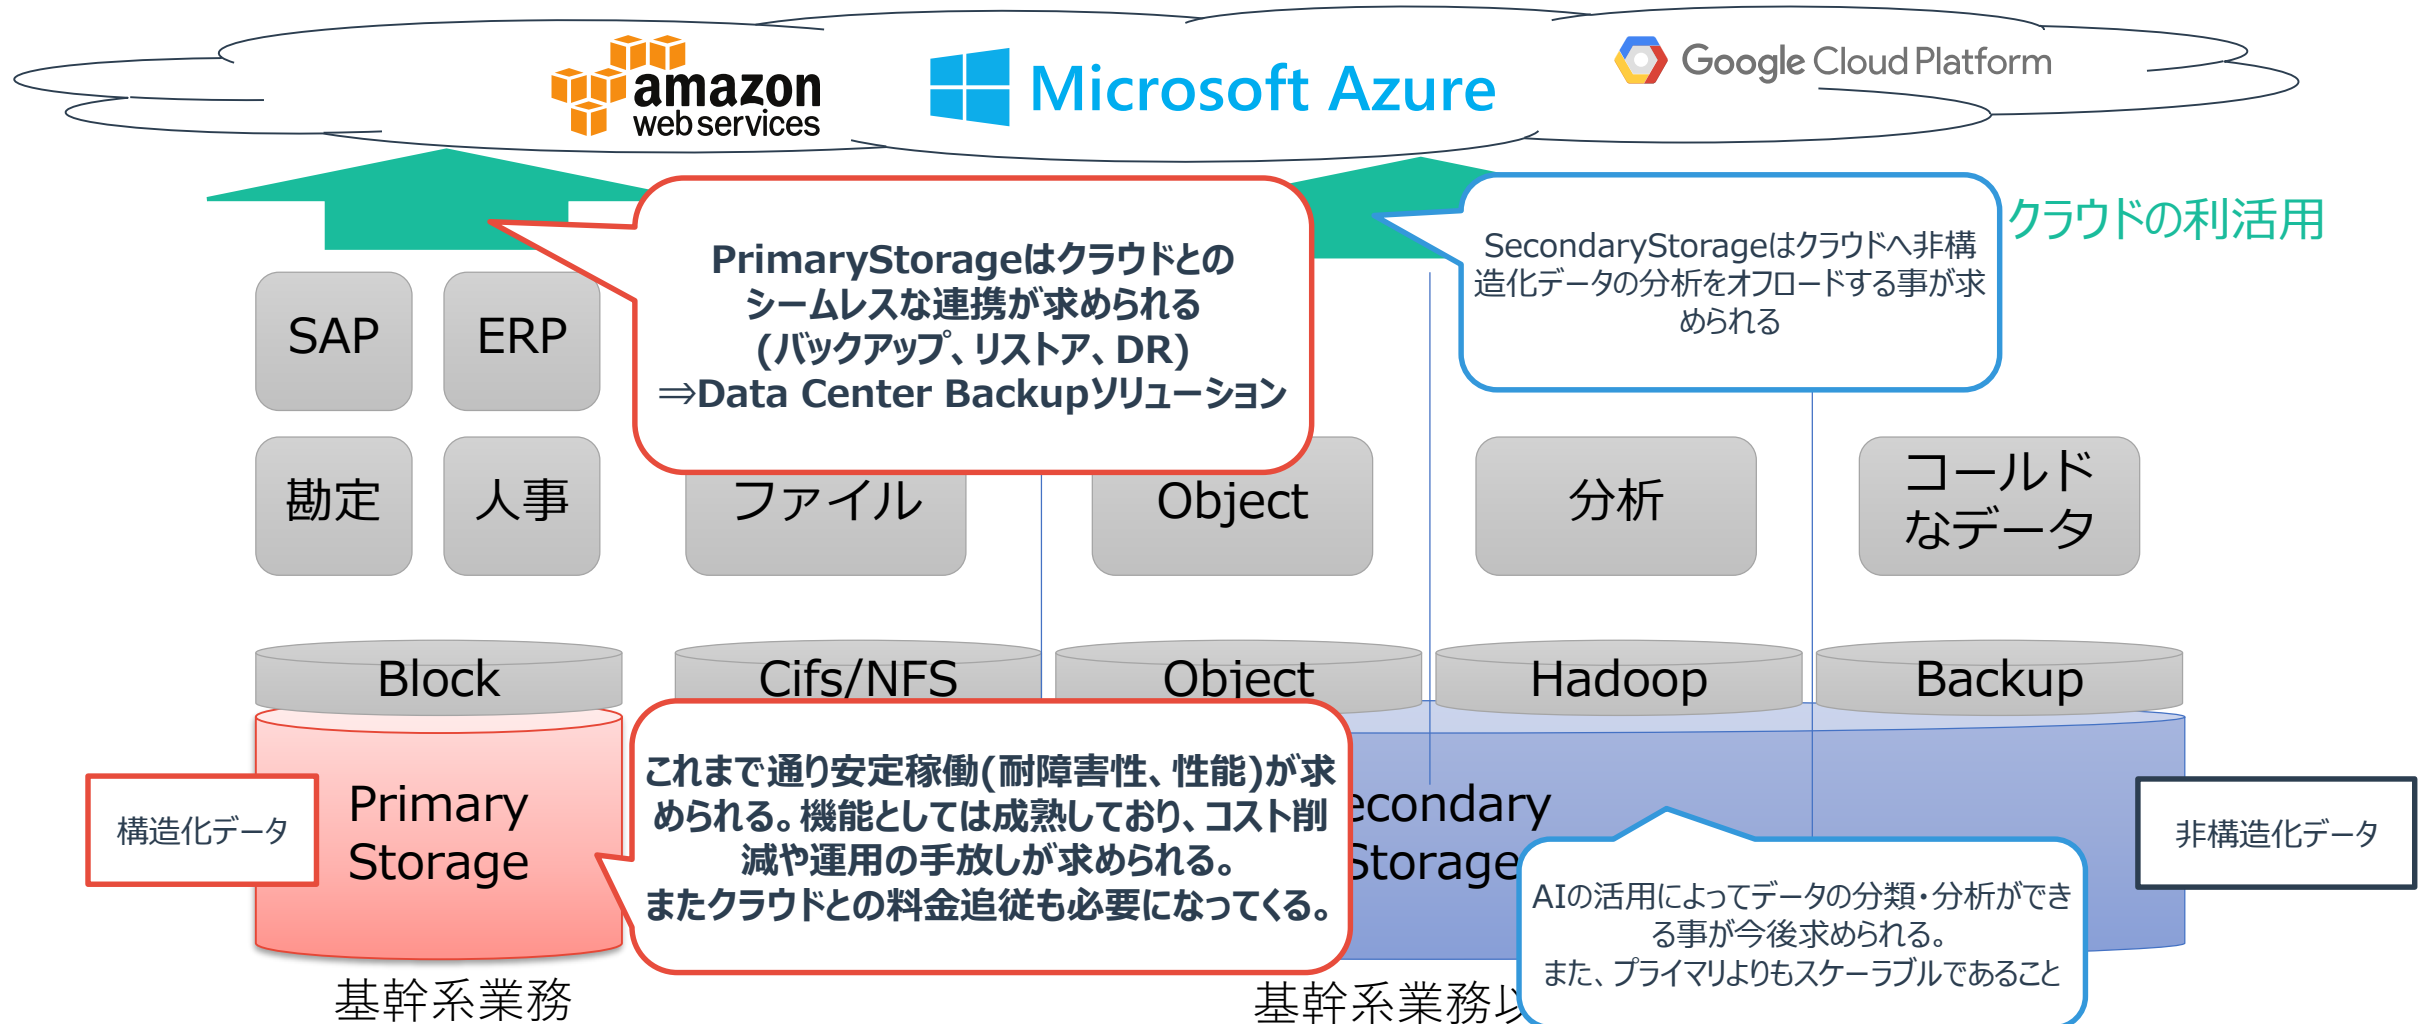 amazon
web services
Microsoft Azure
Google Cloud Platform
クラウドの利活用
PrimaryStorageはクラウドとの
シームレスな連携が求められる
(バックアップ、リストア、DR)
⇒Data Center Backupソリューション
SecondaryStorageはクラウドへ非構
造化データの分析をオフロードする事が求
められる
SAP
ERP
勘定
人事
ファイル
Object
分析
コールド
なデータ
Block
Cifs/NFS
Object
Hadoop
Backup
構造化データ
Primary
Storage
これまで通り安定稼働(耐障害性、性能)が求
められる。機能としては成熟しており、コスト削
減や運用の手放しが求められる。
またクラウドとの料金追従も必要になってくる。
econdary
Storage
AIの活用によってデータの分類・分析ができ
る事が今後求められる。
また、プライマリよりもスケーラブルであること
非構造化データ
基幹系業務
基幹系業務以